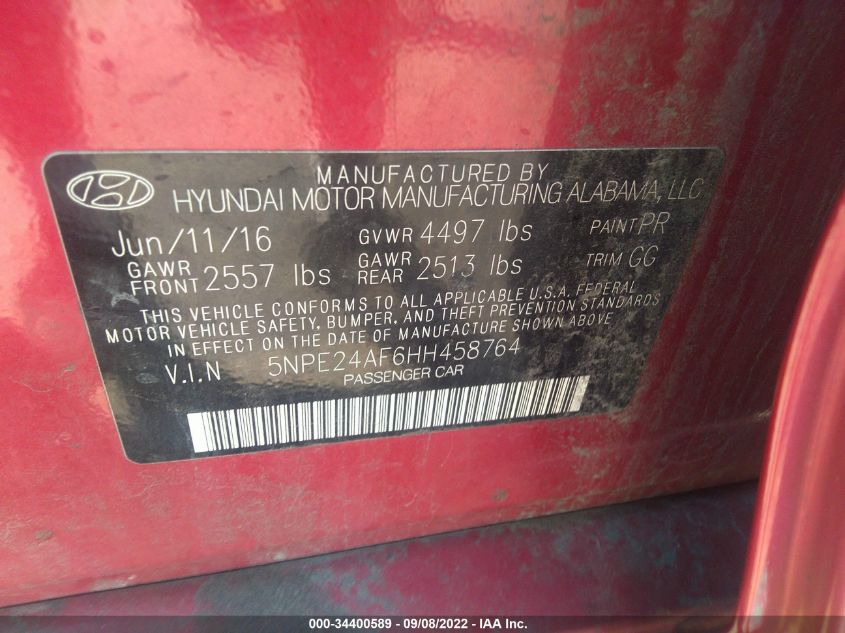 MANUFACTURED BY
HYUNDAI MOTOR MANUFACTURING ALABAMA, LLC
Jun/11/16 GVWR 4497 lbs PAINT PR
GAWR FRONT 2557 lbs GAWR REAR 2513 lbs TRIM GG
THIS VEHICLE CONFORMS TO ALL APPLICABLE U.S.A. FEDERAL
MOTOR VEHICLE SAFETY, BUMPER, AND THEFT PREVENTION STANDARDS
IN EFFECT ON THE DATE OF MANUFACTURE SHOWN ABOVE
V.I.N 5NPE24AF6HH458764
PASSENGER CAR
000-34400589 - 09/08/2022 - IAA Inc.